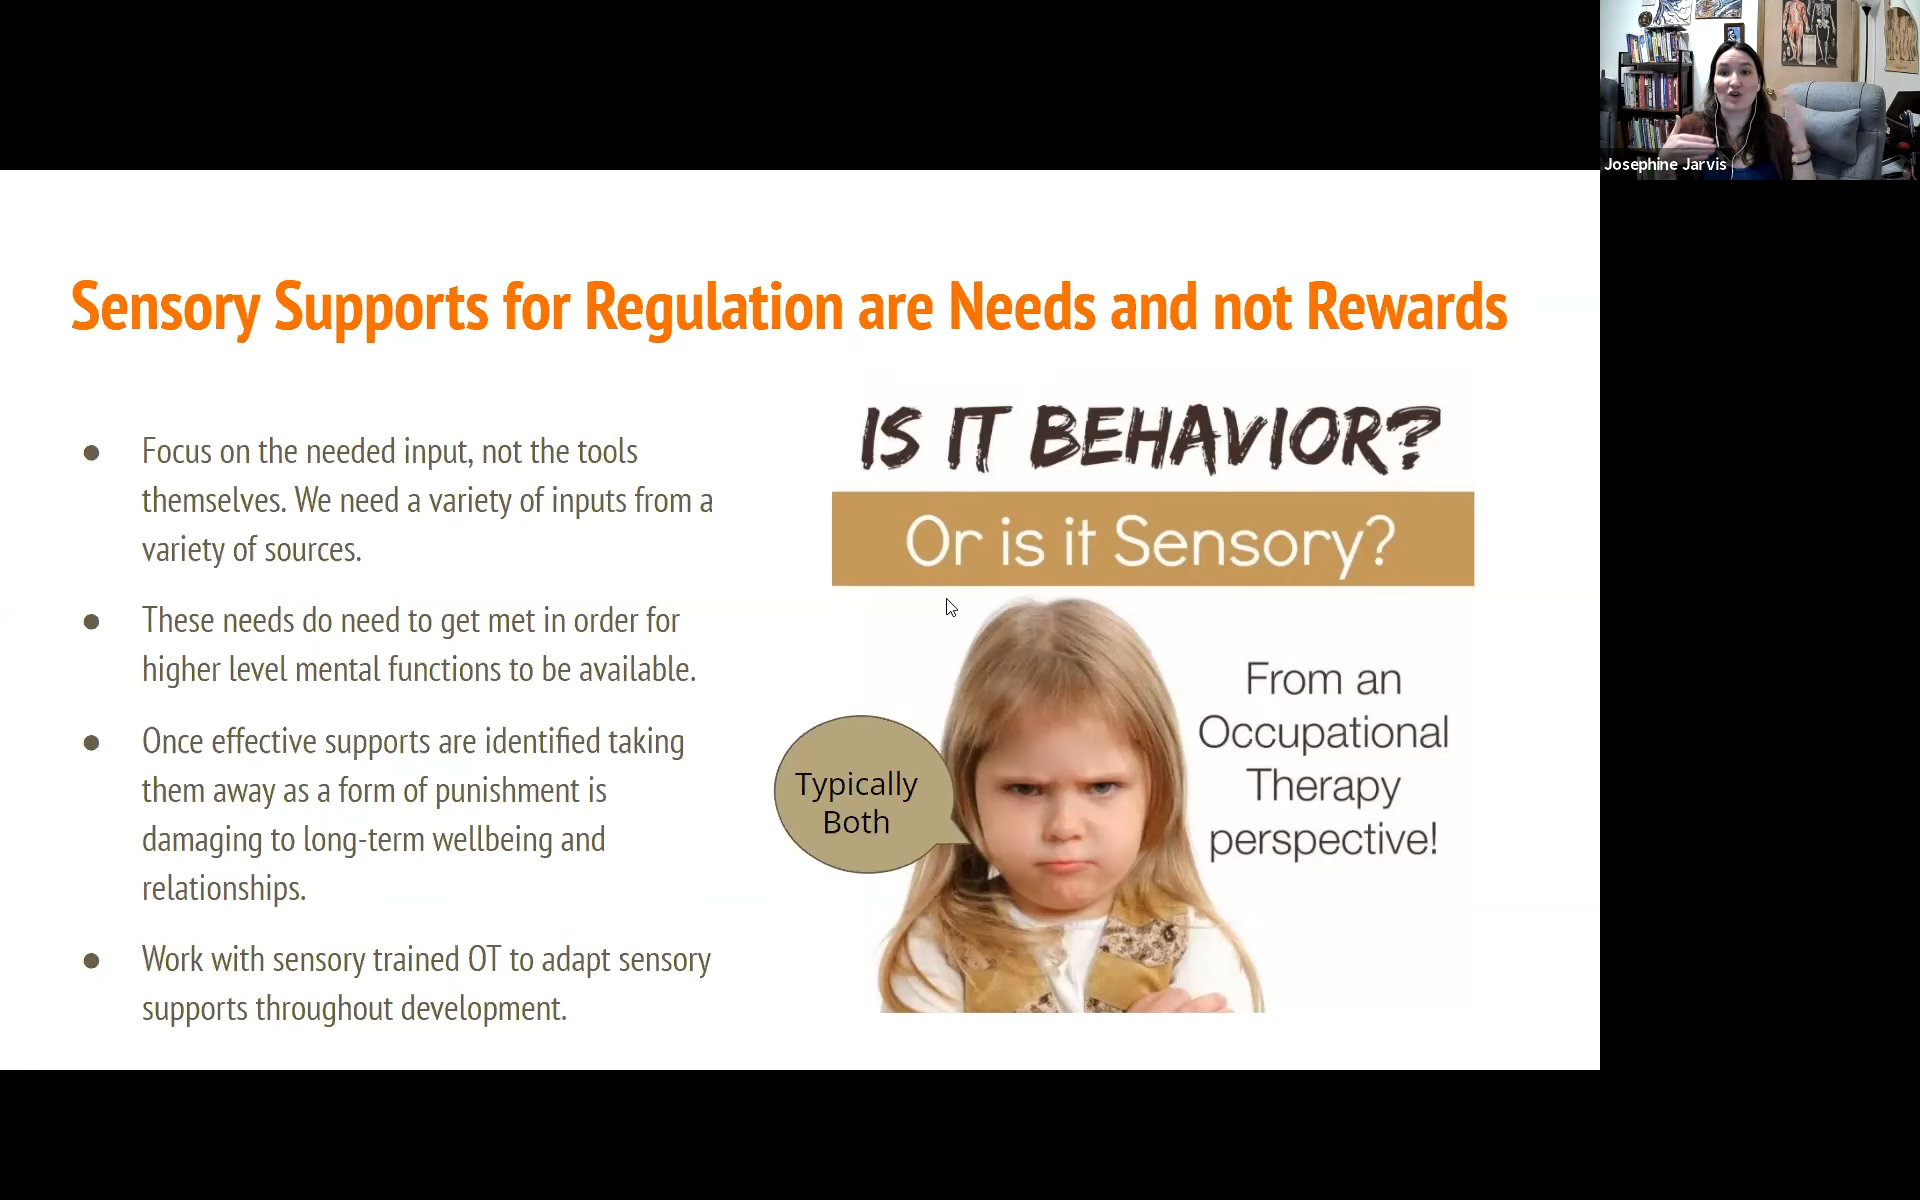 Josephine Jarvis
Sensory Supports for Regulation are Needs and not Rewards
● Focus on the needed input, not the tools
themselves. We need a variety of inputs from a
variety of sources.
● These needs do need to get met in order for
higher level mental functions to be available.
● Once effective supports are identified taking
them away as a form of punishment is
damaging to long-term wellbeing and
relationships.
● Work with sensory trained OT to adapt sensory
supports throughout development.
IS IT BEHAVIOR?
Or is it Sensory?
From an
Occupational
Therapy
perspective!
Typically
Both